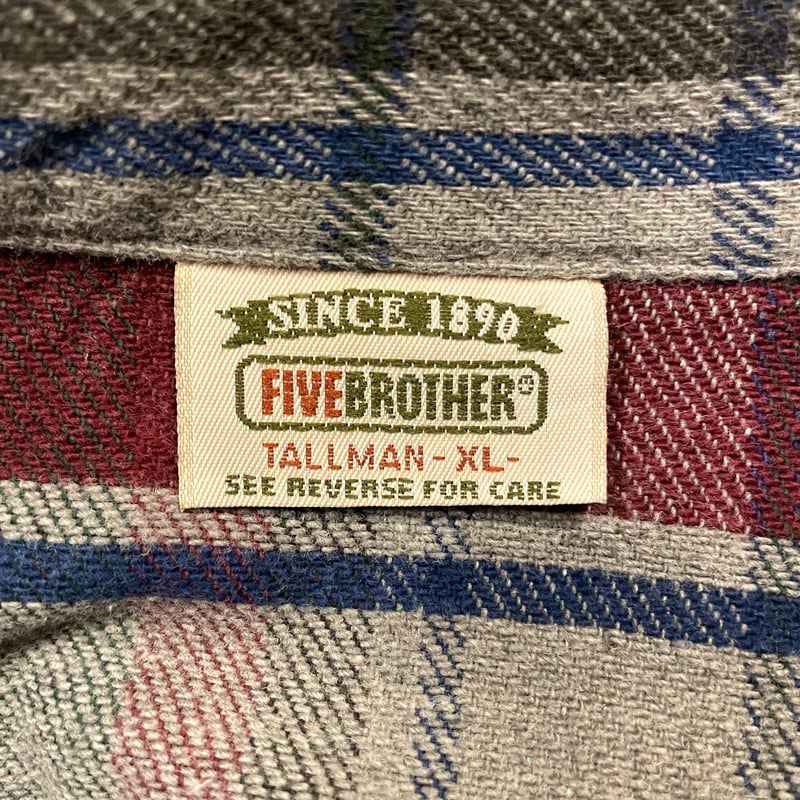 SINCE 1890
FIVEBROTHER®
TALLMAN - XL -
SEE REVERSE FOR CARE